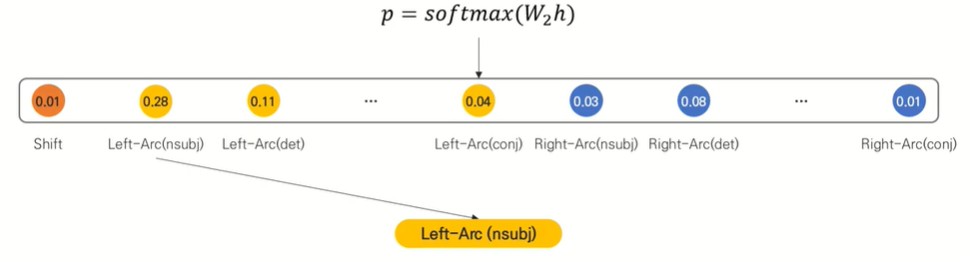 p = softmax(W₂h)
0.01 0.28 0.11 ... 0.04 0.03 0.08 ... 0.01
Shift Left-Arc(nsubj) Left-Arc(det) Left-Arc(conj) Right-Arc(nsubj) Right-Arc(det) Right-Arc(conj)
Left-Arc (nsubj)